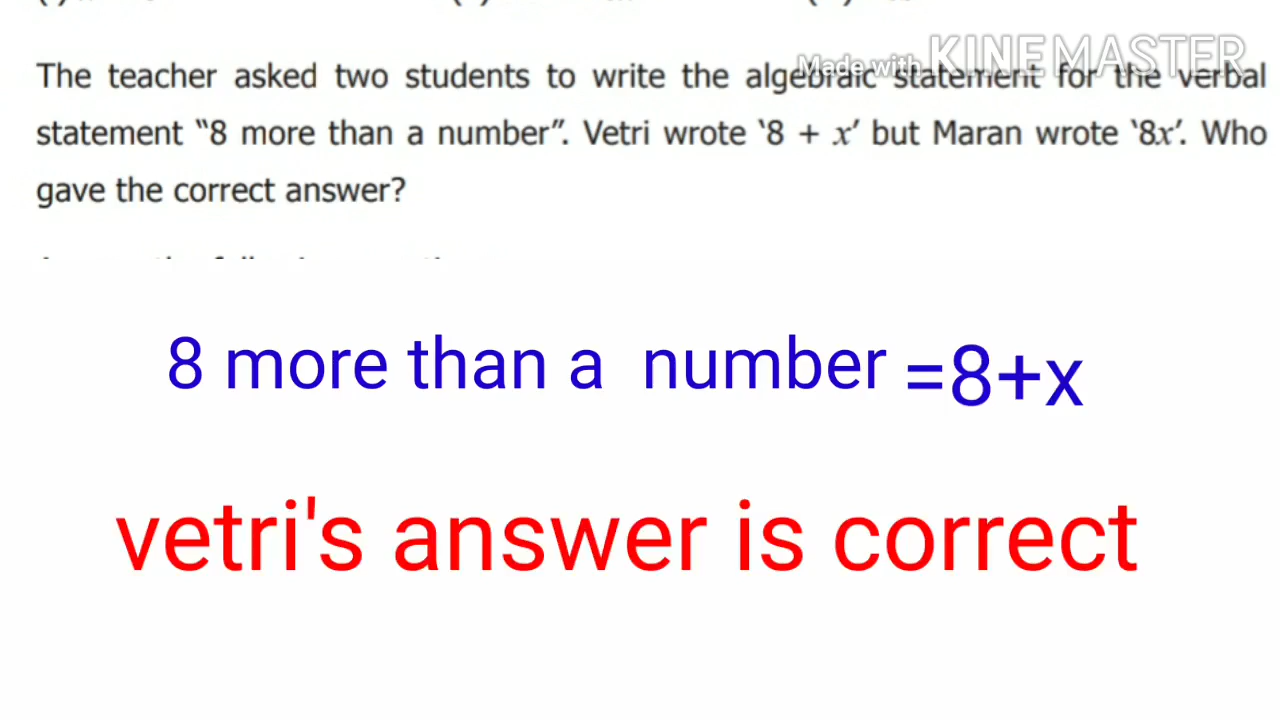 Made with KINEMASTER
The teacher asked two students to write the algebraic statement for the verbal
statement “8 more than a number”. Vetri wrote ‘8 + x’ but Maran wrote ‘8x’. Who
gave the correct answer?
8 more than a number =8+x
vetri's answer is correct